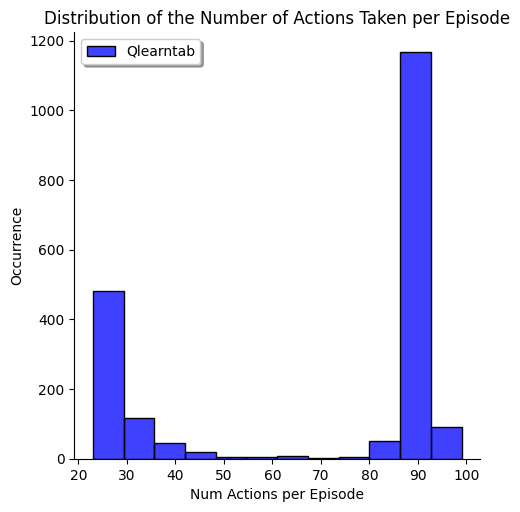 Distribution of the Number of Actions Taken per Episode
Qlearntab
1200
1000
800
600
400
200
0
Occurrence
20 30 40 50 60 70 80 90 100
Num Actions per Episode